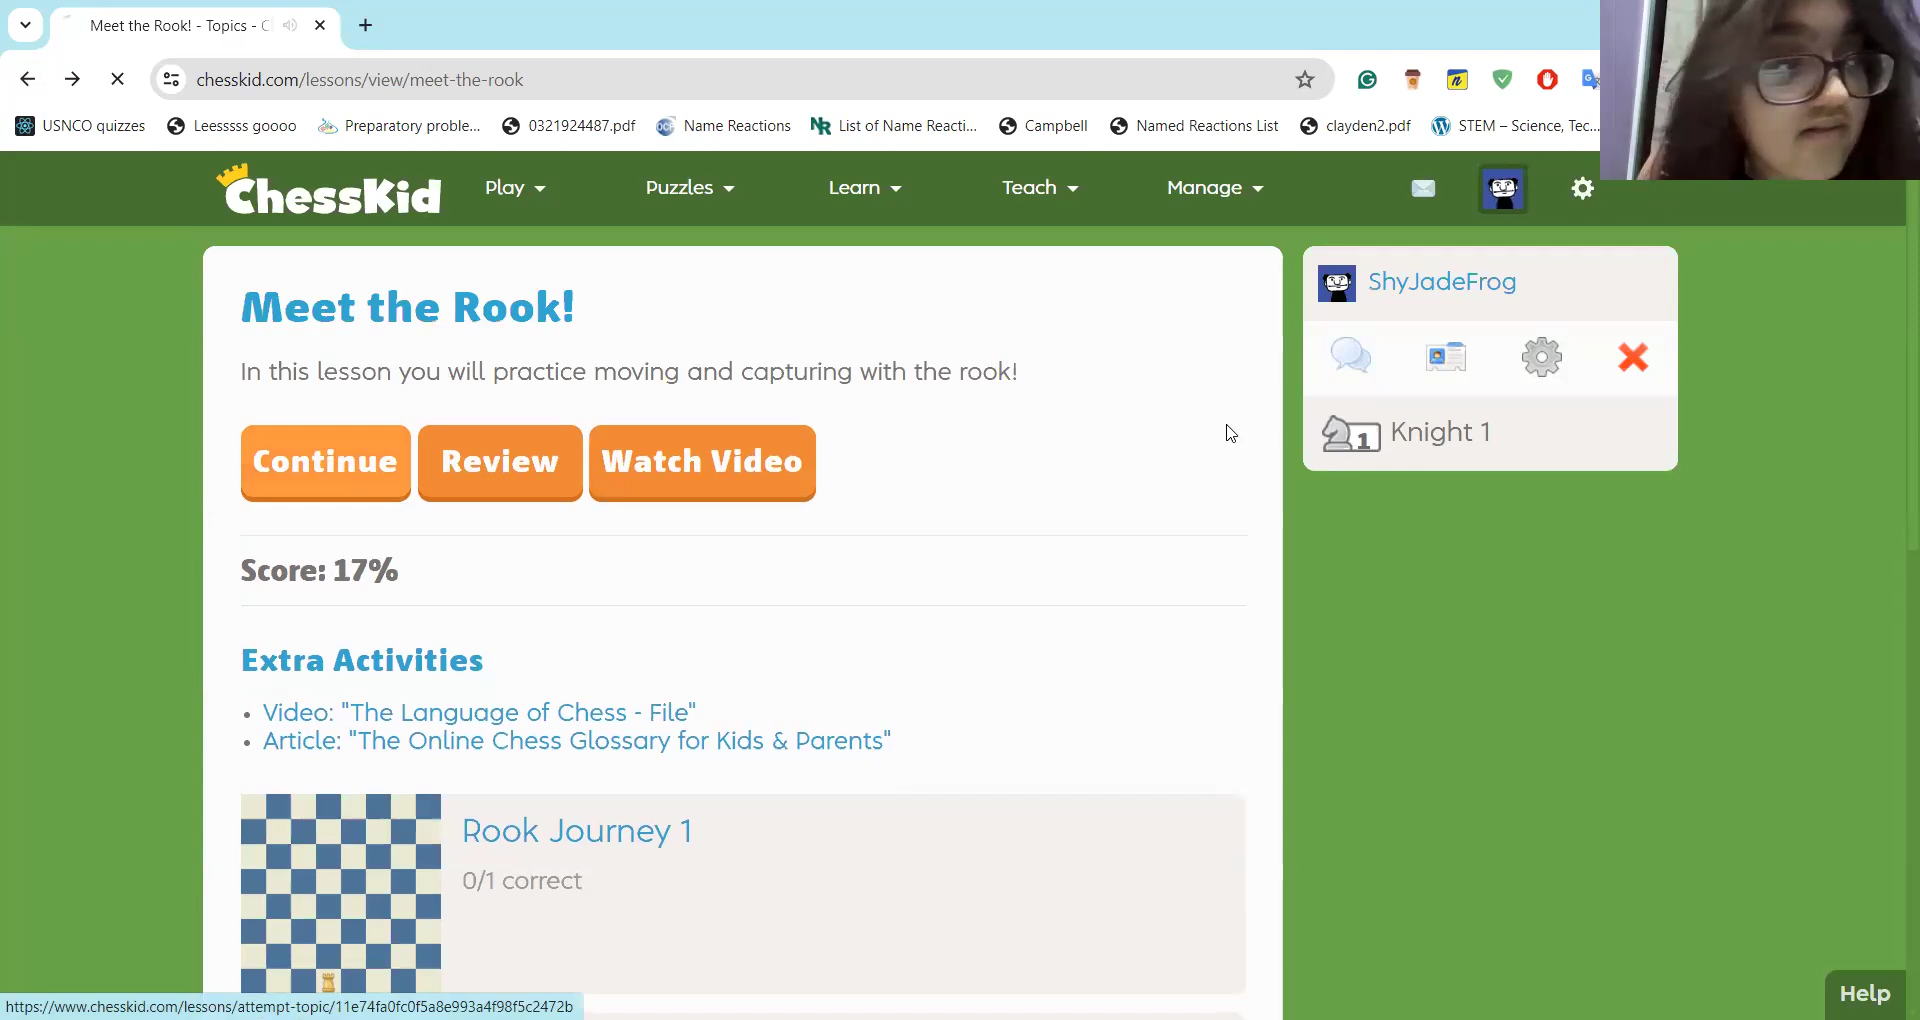 Meet the Rook! - Topics - C
chesskid.com/lessons/view/meet-the-rook
USNCO quizzes
Leesssss goooo
Preparatory proble...
0321924487.pdf
Name Reactions
List of Name Reacti...
Campbell
Named Reactions List
clayden2.pdf
STEM – Science, Tec...
ChessKid
Play
Puzzles
Learn
Teach
Manage
Meet the Rook!
In this lesson you will practice moving and capturing with the rook!
Continue
Review
Watch Video
Score: 17%
Extra Activities
• Video: "The Language of Chess - File"
• Article: "The Online Chess Glossary for Kids & Parents"
Rook Journey 1
0/1 correct
ShyJadeFrog
1 Knight 1
Help
https://www.chesskid.com/lessons/attempt-topic/11e74fa0fc0f5a8e993a4f98f5c2472b